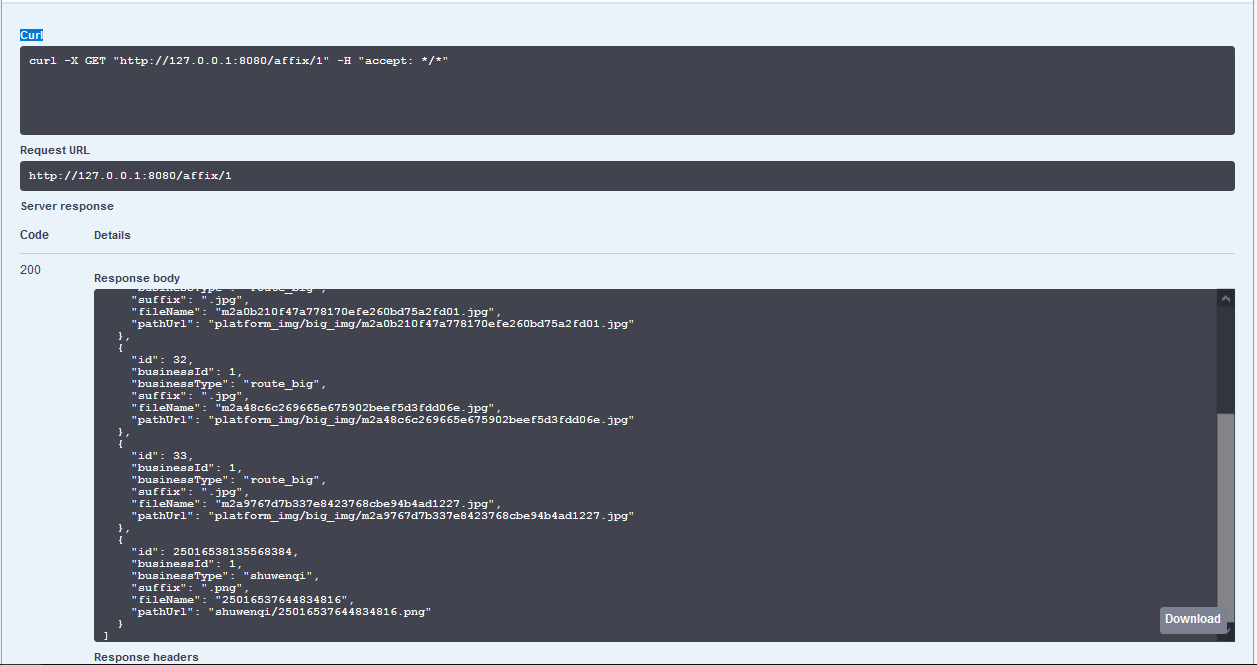 Curl
curl -X GET "http://127.0.0.1:8080/affix/1" -H "accept: */*"
Request URL
http://127.0.0.1:8080/affix/1
Server response
Code Details
200
Response body
"businessType": "route_big",
"suffix": ".jpg",
"fileName": "m2a0b210f47a778170efe260bd75a2fd01.jpg",
"pathUrl": "platform_img/big_img/m2a0b210f47a778170efe260bd75a2fd01.jpg"
},
{
"id": 32,
"businessId": 1,
"businessType": "route_big",
"suffix": ".jpg",
"fileName": "m2a48c6c269665e675902beef5d3fdd06e.jpg",
"pathUrl": "platform_img/big_img/m2a48c6c269665e675902beef5d3fdd06e.jpg"
},
{
"id": 33,
"businessId": 1,
"businessType": "route_big",
"suffix": ".jpg",
"fileName": "m2a9767d7b337e8423768cbe94b4ad1227.jpg",
"pathUrl": "platform_img/big_img/m2a9767d7b337e8423768cbe94b4ad1227.jpg"
},
{
"id": 25016538135568384,
"businessId": 1,
"businessType": "shuwenqi",
"suffix": ".png",
"fileName": "25016537644834816",
"pathUrl": "shuwenqi/25016537644834816.png"
}
]
Download
Response headers